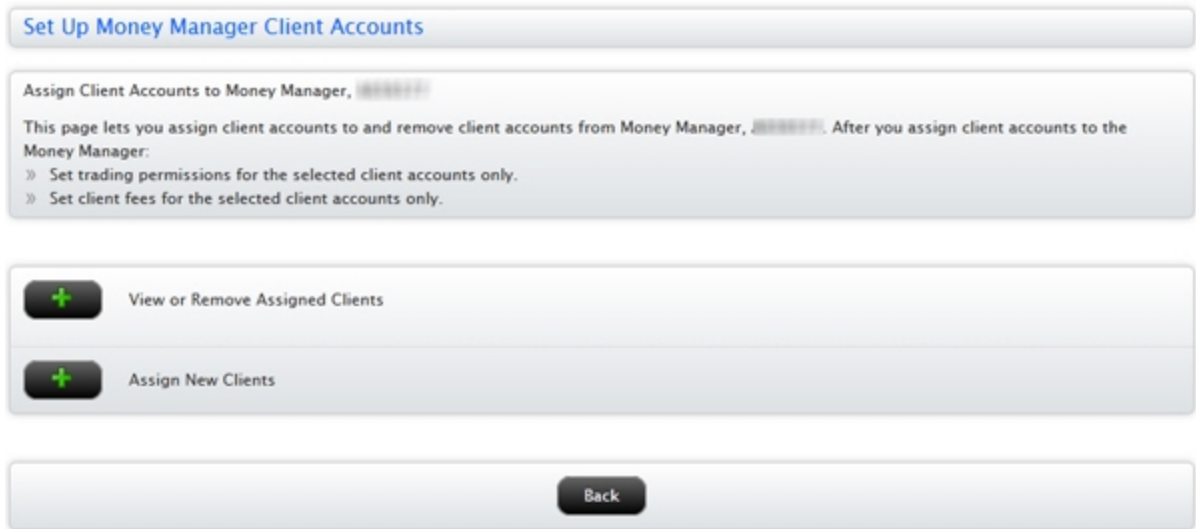 Set Up Money Manager Client Accounts
Assign Client Accounts to Money Manager,
This page lets you assign client accounts to and remove client accounts from Money Manager, . After you assign client accounts to the
Money Manager:
» Set trading permissions for the selected client accounts only.
» Set client fees for the selected client accounts only.
View or Remove Assigned Clients
Assign New Clients
Back